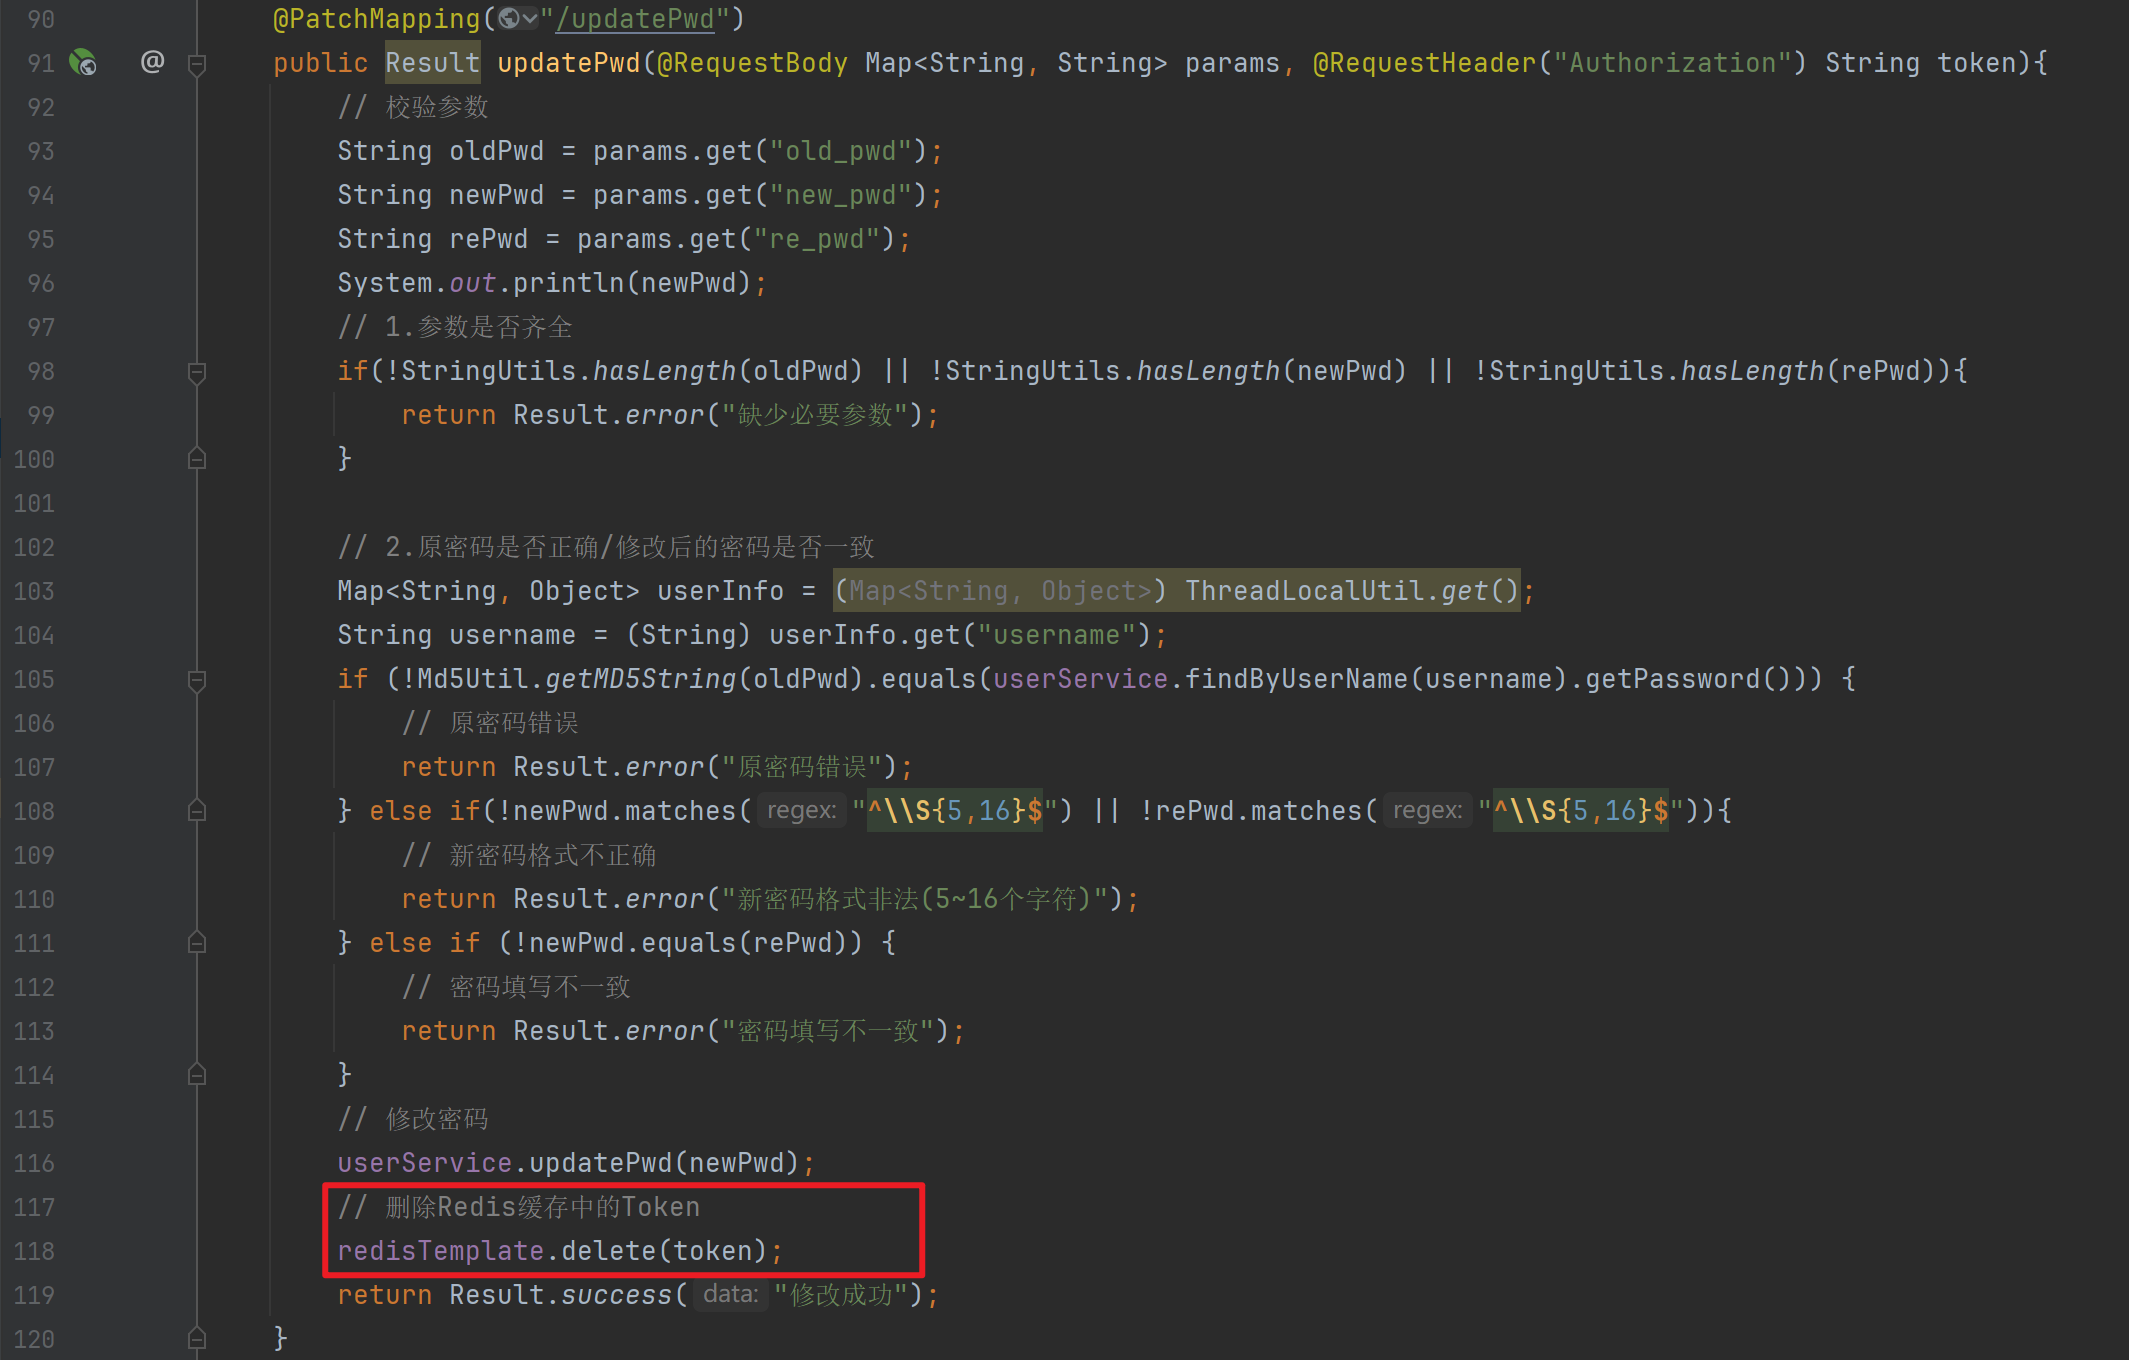 90 @PatchMapping("/updatePwd")
91 @ public Result updatePwd(@RequestBody Map<String, String> params, @RequestHeader("Authorization") String token){
92 // 校验参数
93 String oldPwd = params.get("old_pwd");
94 String newPwd = params.get("new_pwd");
95 String rePwd = params.get("re_pwd");
96 System.out.println(newPwd);
97 // 1.参数是否齐全
98 if(!StringUtils.hasLength(oldPwd) || !StringUtils.hasLength(newPwd) || !StringUtils.hasLength(rePwd)){
99 return Result.error("缺少必要参数");
100 }
101
102 // 2.原密码是否正确/修改后的密码是否一致
103 Map<String, Object> userInfo = (Map<String, Object>) ThreadLocalUtil.get();
104 String username = (String) userInfo.get("username");
105 if (!Md5Util.getMD5String(oldPwd).equals(userService.findByUserName(username).getPassword())) {
106 // 原密码错误
107 return Result.error("原密码错误");
108 } else if(!newPwd.matches( regex: "^\\S{5,16}$") || !rePwd.matches( regex: "^\\S{5,16}$")){
109 // 新密码格式不正确
110 return Result.error("新密码格式非法(5~16个字符)");
111 } else if (!newPwd.equals(rePwd)) {
112 // 密码填写不一致
113 return Result.error("密码填写不一致");
114 }
115 // 修改密码
116 userService.updatePwd(newPwd);
117 // 删除Redis缓存中的Token
118 redisTemplate.delete(token);
119 return Result.success( data: "修改成功");
120 }